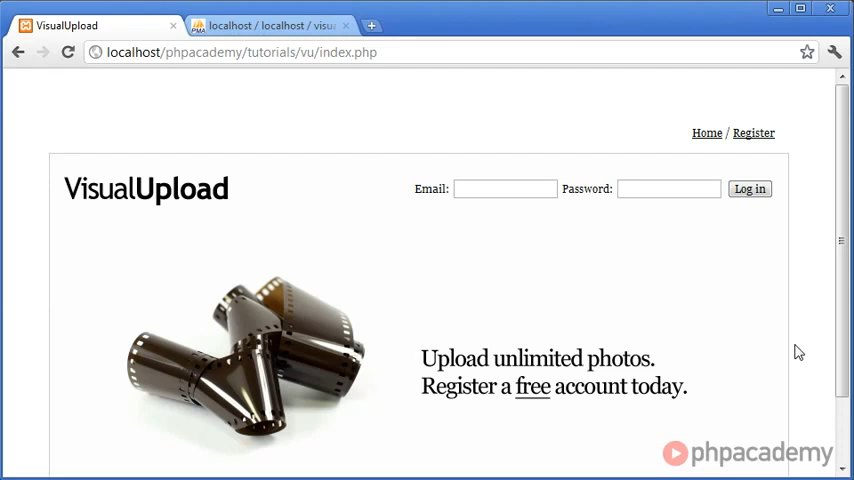 VisualUpload
localhost / localhost / visua
localhost/phpacademy/tutorials/vu/index.php
Home / Register
VisualUpload
Email:
Password:
Log in
Upload unlimited photos.
Register a free account today.
phpacademy